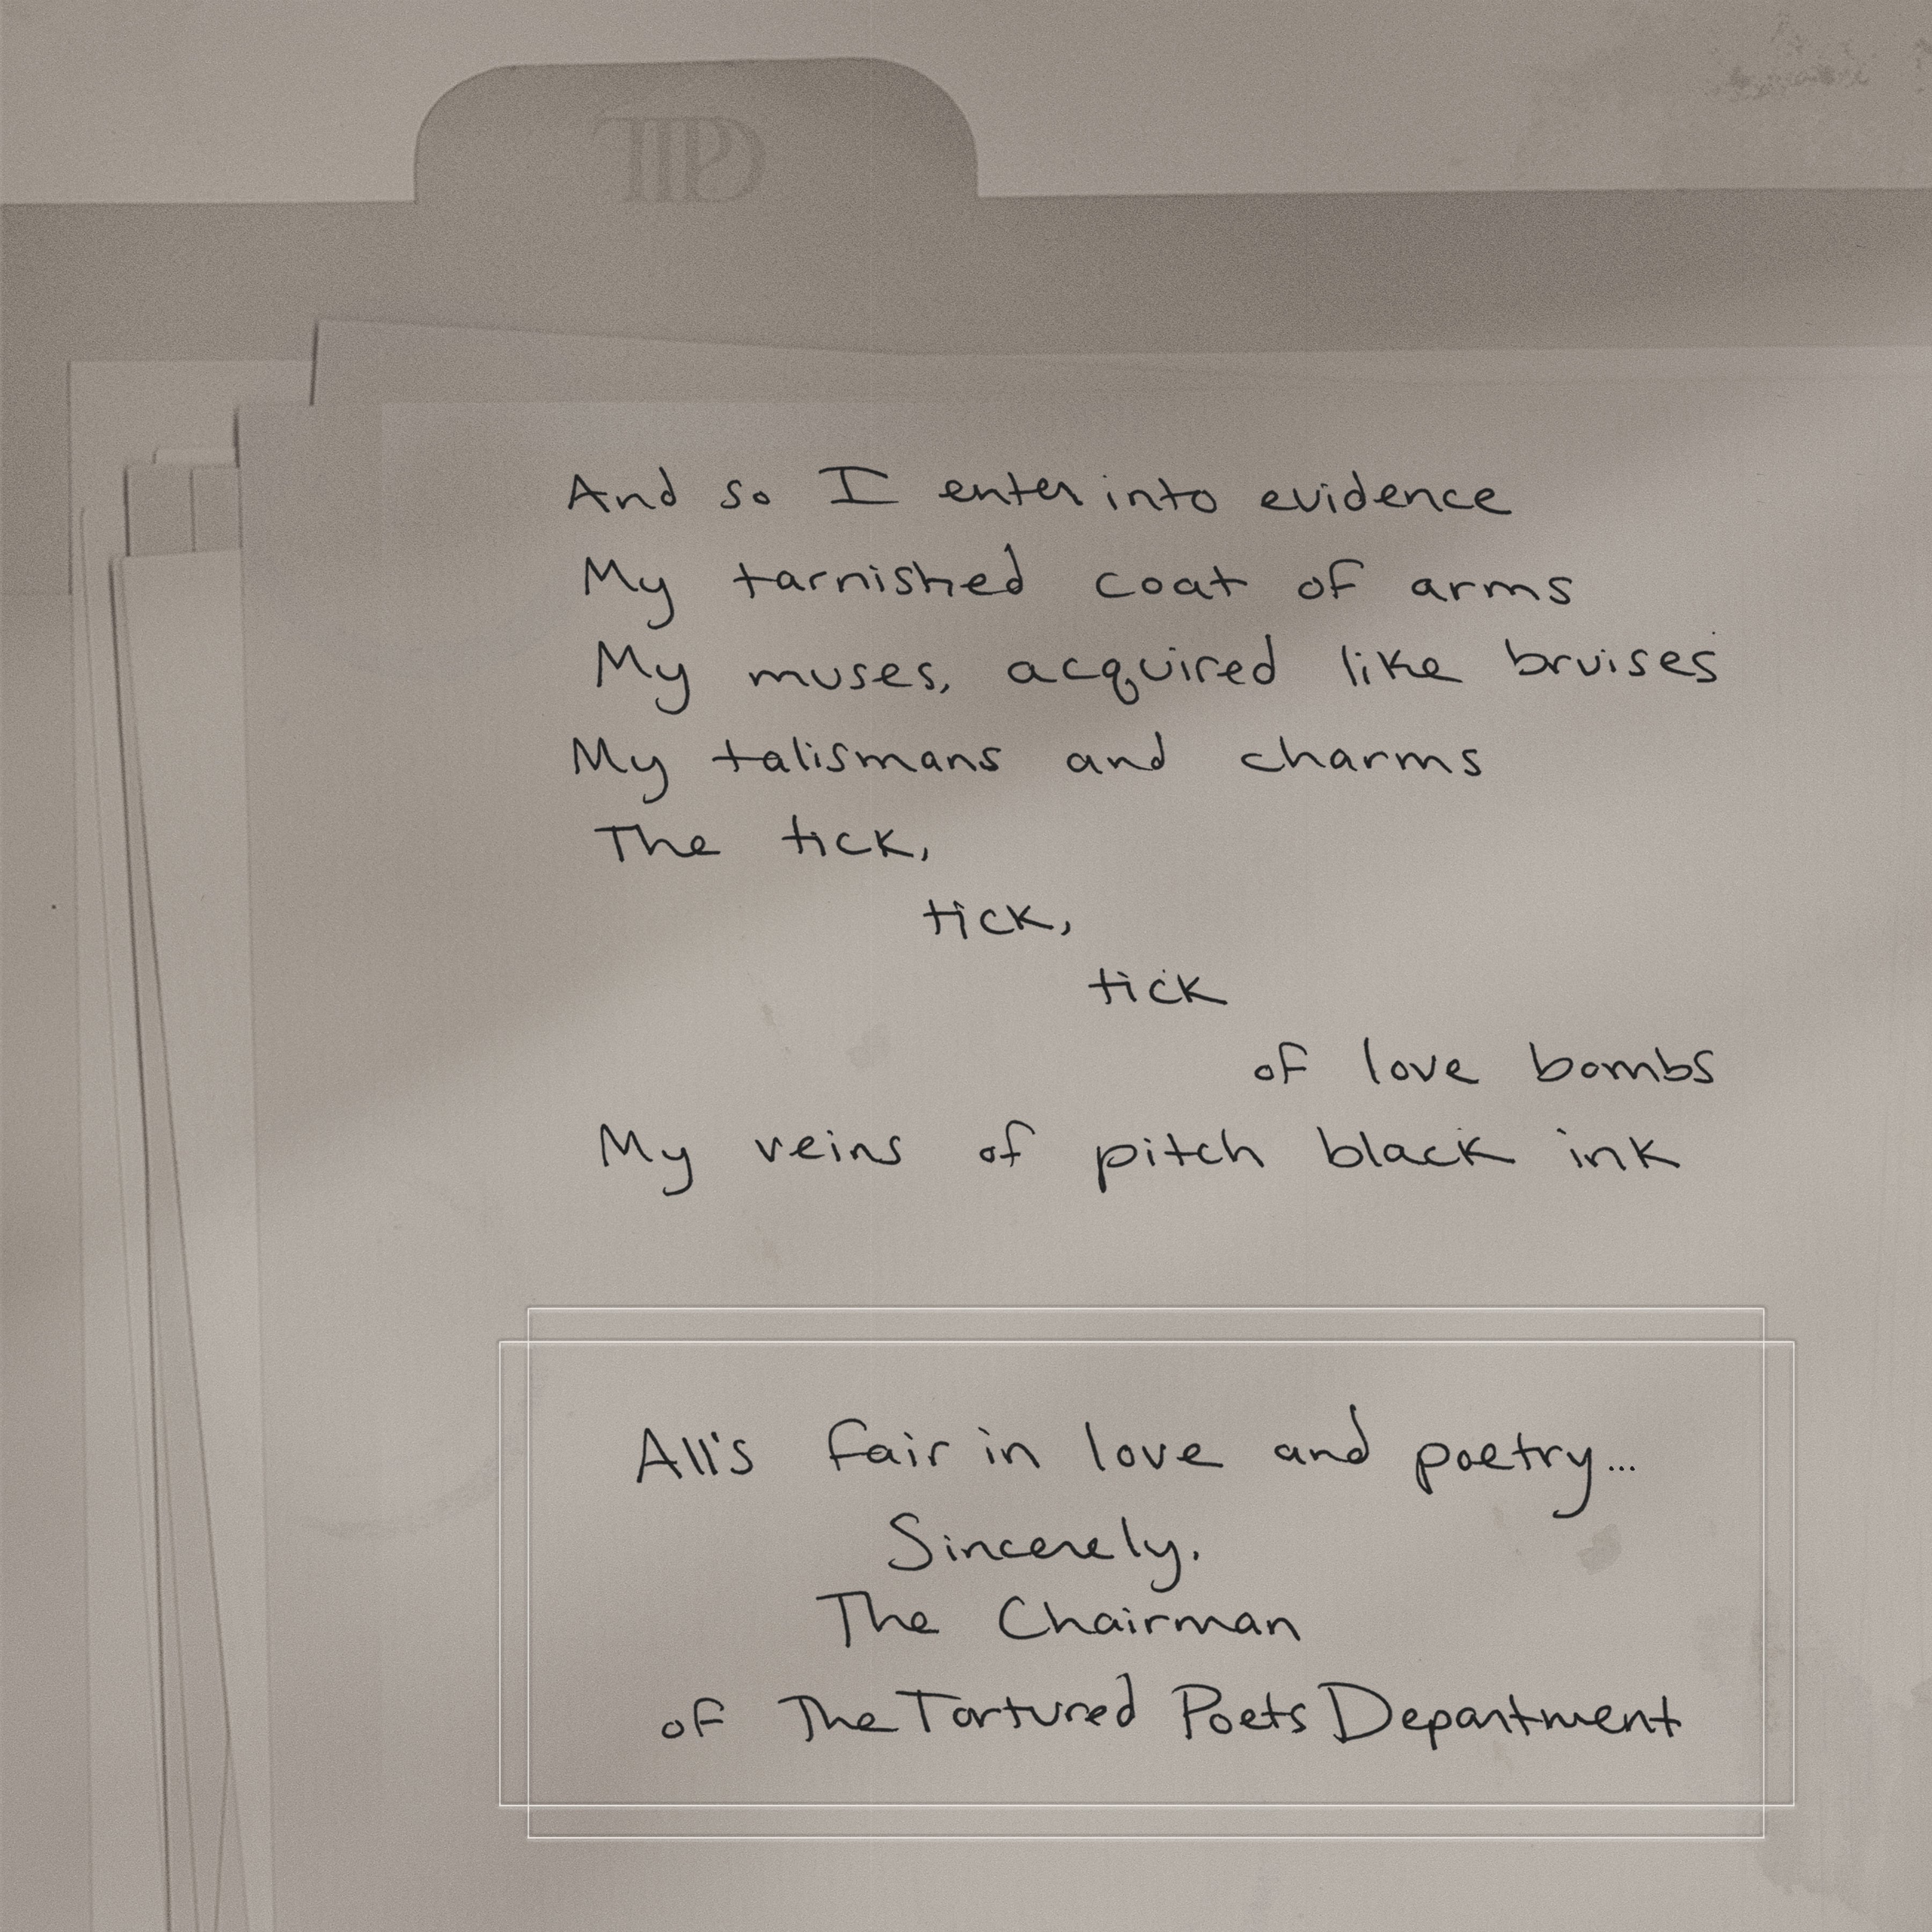 TTPD
And so I enter into evidence
My tarnished coat of arms
My muses, acquired like bruises
My talismans and charms
The tick,
tick,
tick
of love bombs
My veins of pitch black ink
All's fair in love and poetry...
Sincerely,
The Chairman
of The Tortured Poets Department